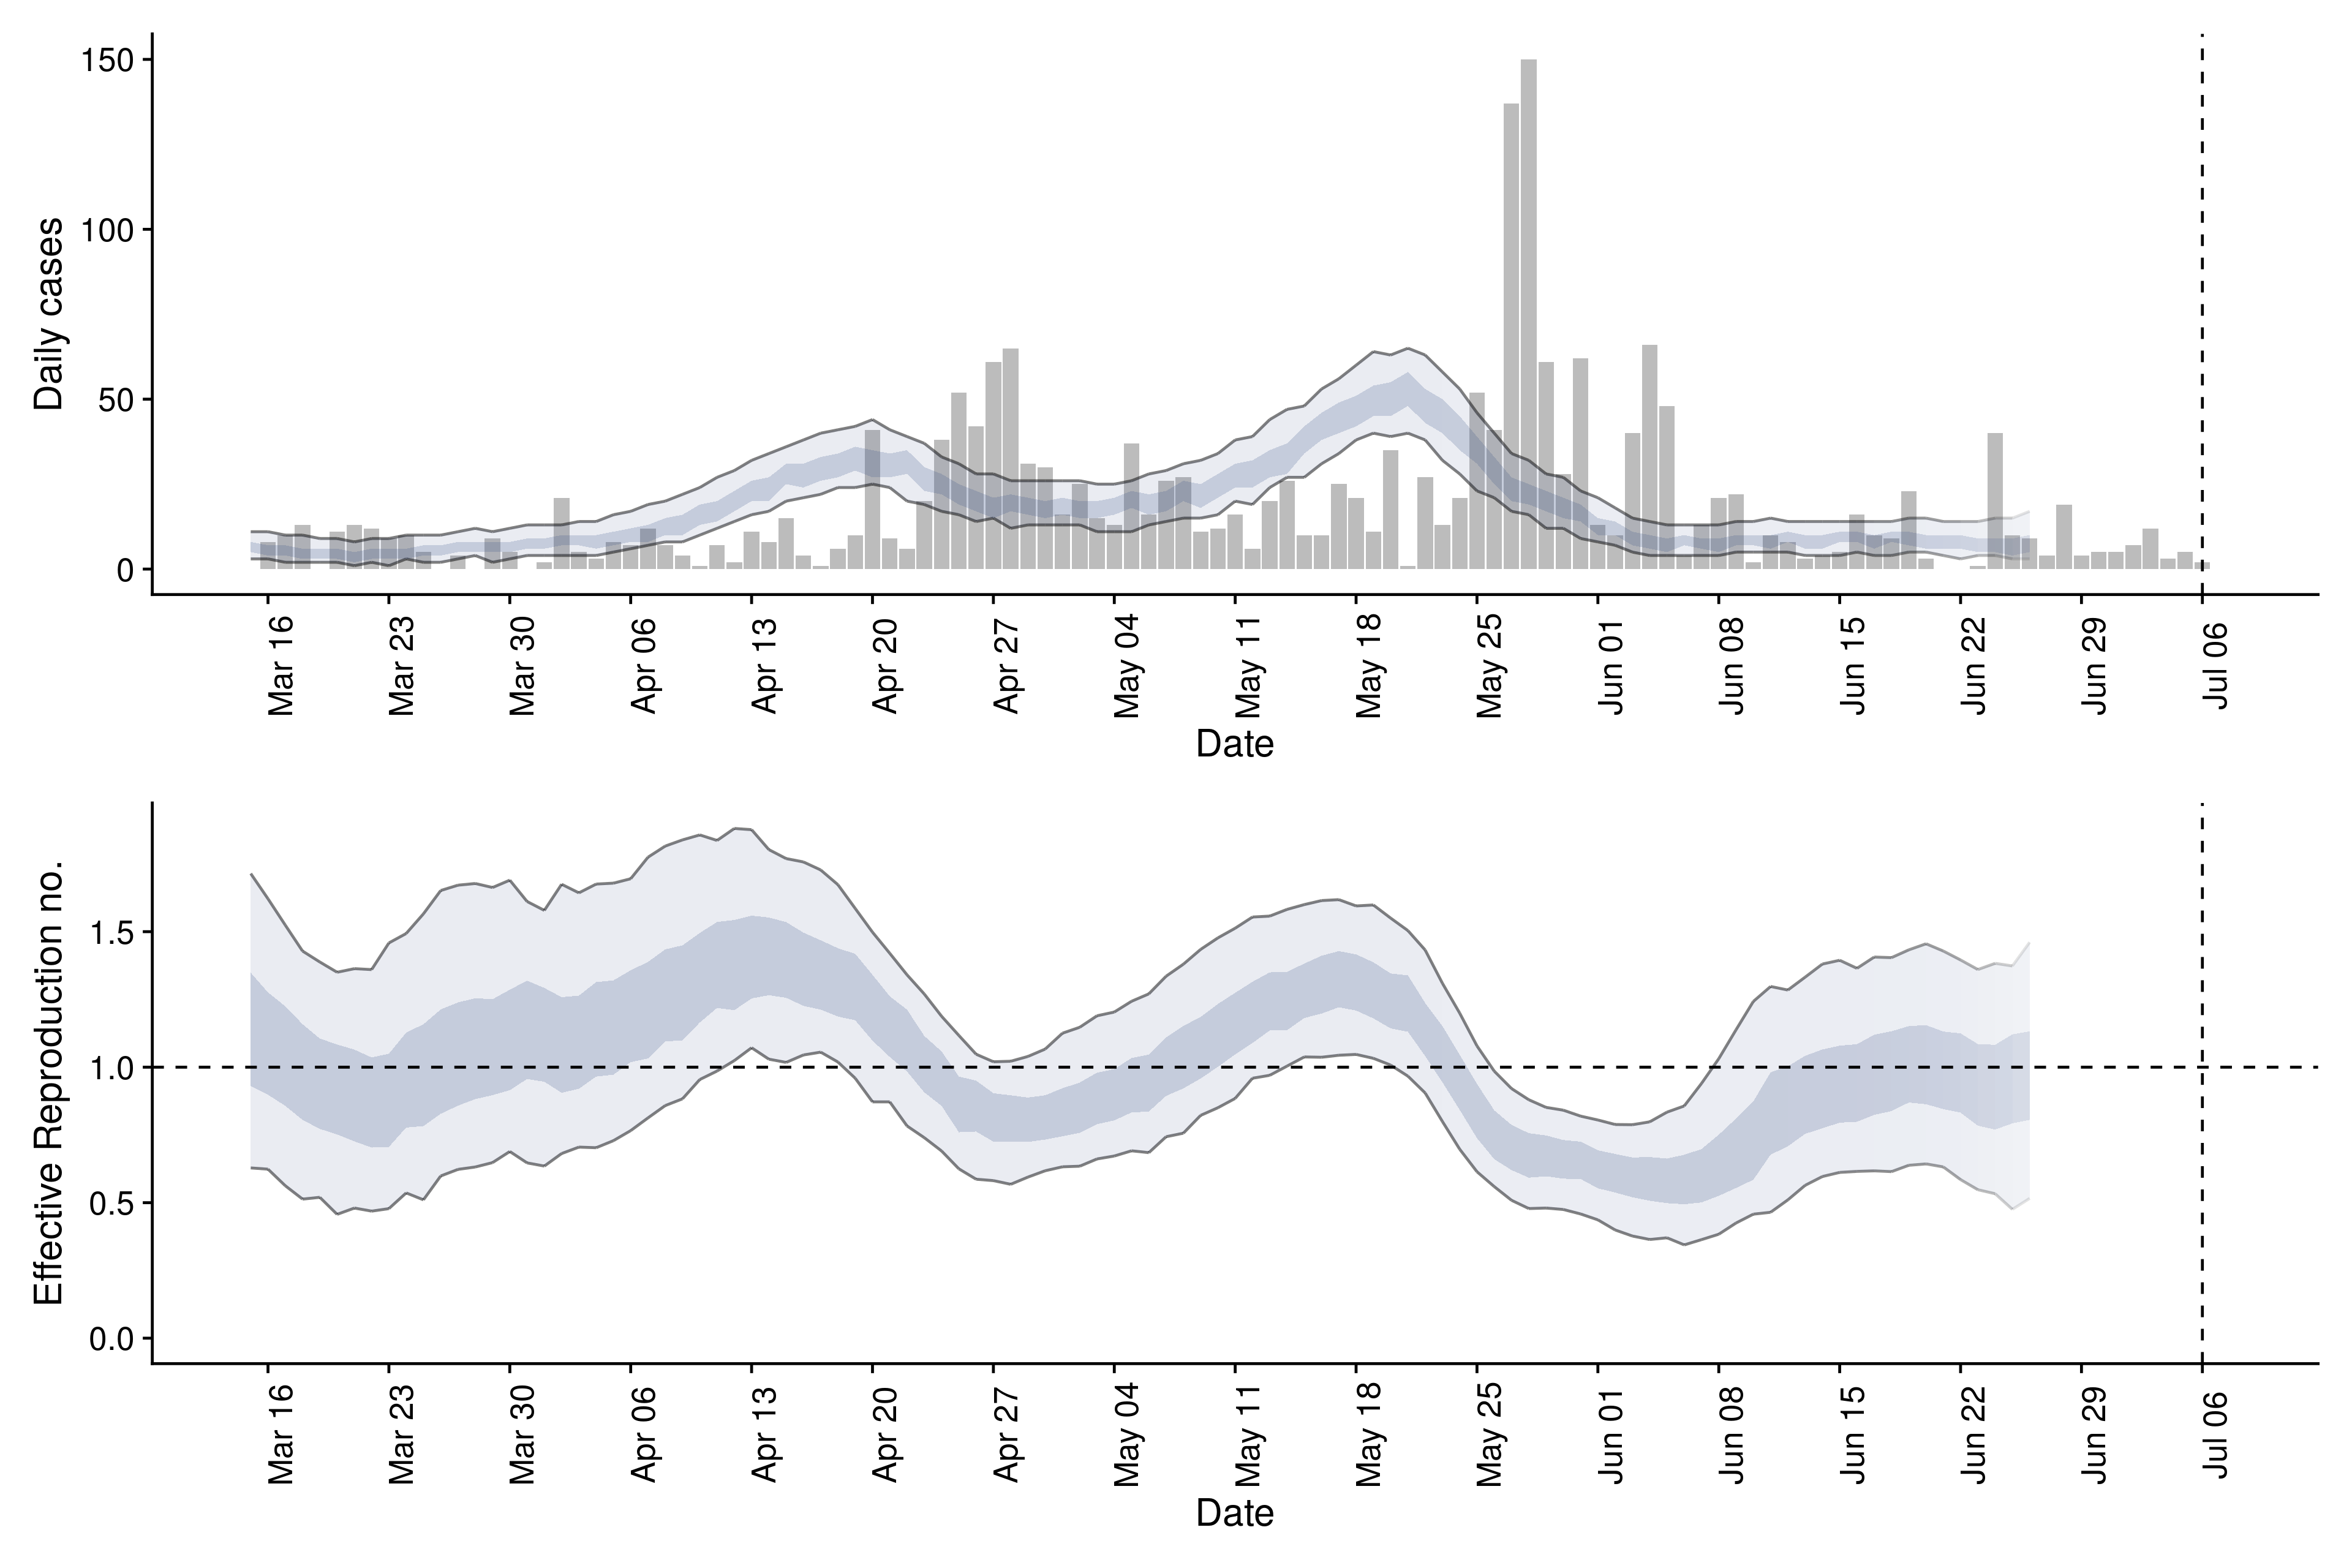 Daily cases
150
100
50
0
Mar 16
Mar 23
Mar 30
Apr 06
Apr 13
Apr 20
Apr 27
May 04
May 11
May 18
May 25
Jun 01
Jun 08
Jun 15
Jun 22
Jun 29
Jul 06
Date
Effective Reproduction no.
1.5
1.0
0.5
0.0
Mar 16
Mar 23
Mar 30
Apr 06
Apr 13
Apr 20
Apr 27
May 04
May 11
May 18
May 25
Jun 01
Jun 08
Jun 15
Jun 22
Jun 29
Jul 06
Date